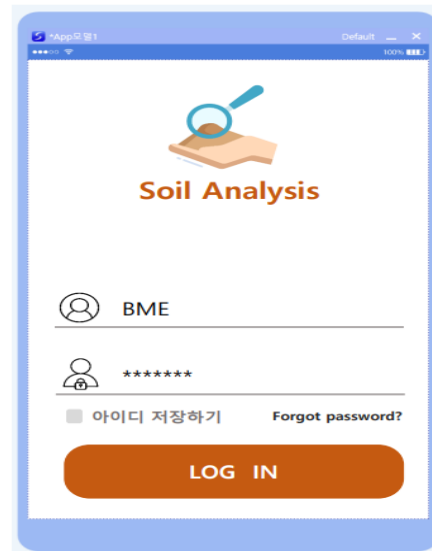 *App모델1 Default
100%
Soil Analysis
BME
*******
아이디 저장하기 Forgot password?
LOG IN